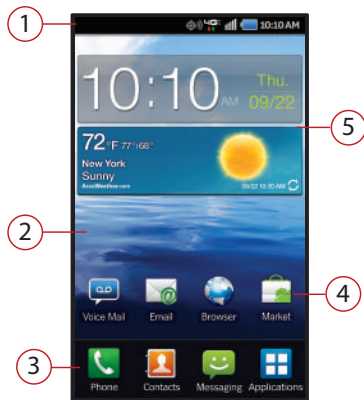 1
4G 10:10 AM
10:10 AM Thu.
09/22
5
72°F 77°|68°
New York
Sunny
AccuWeather.com 09/22 10:10 AM
2
Voice Mail Email Browser Market
4
3
Phone Contacts Messaging Applications